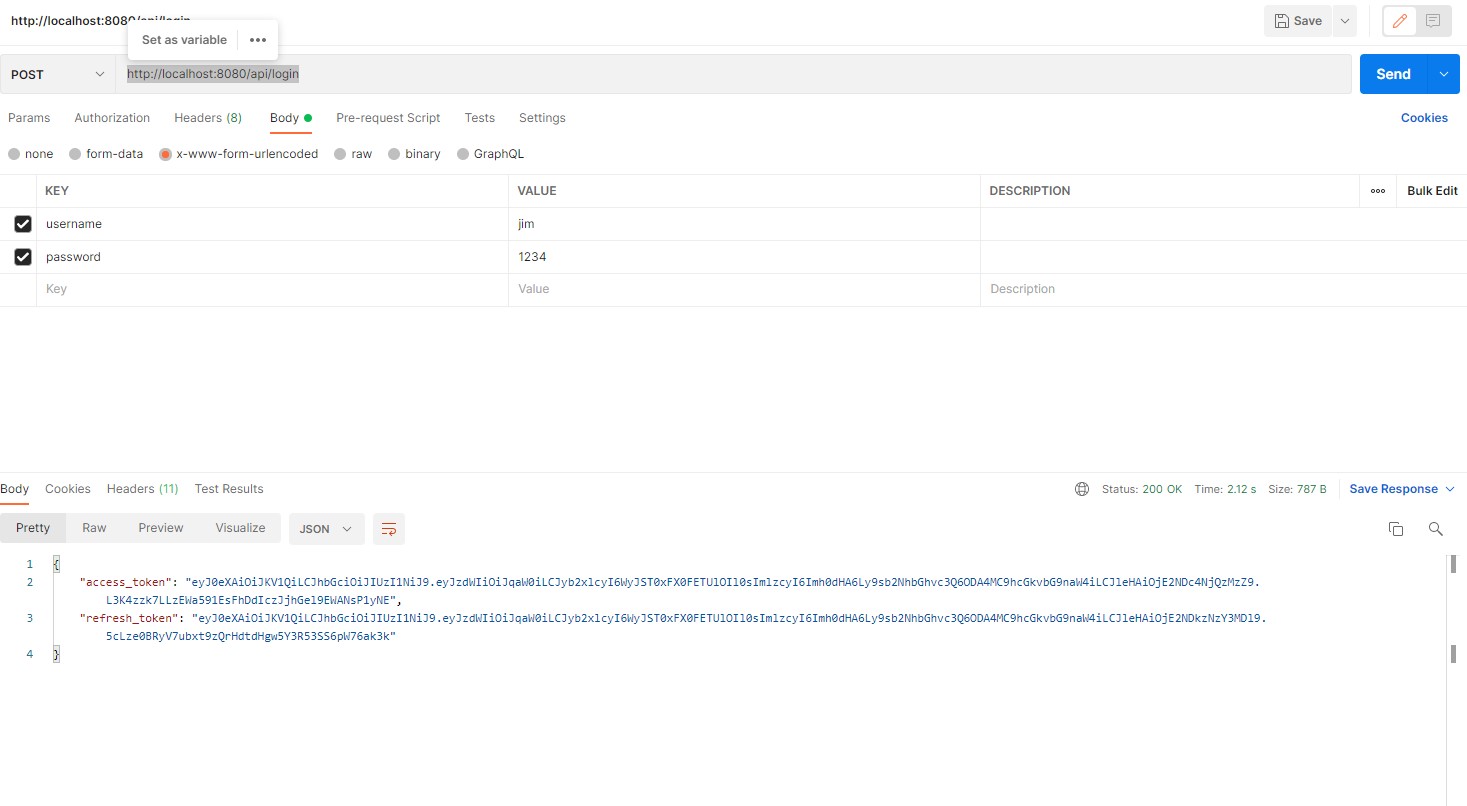 http://localhost:8080/api/login
Set as variable •••
POST http://localhost:8080/api/login
Save
Send
Params Authorization Headers (8) Body Pre-request Script Tests Settings Cookies
none form-data x-www-form-urlencoded raw binary GraphQL
KEY VALUE DESCRIPTION ••• Bulk Edit
username jim
password 1234
Key Value Description
Body Cookies Headers (11) Test Results Status: 200 OK Time: 2.12 s Size: 787 B Save Response
Pretty Raw Preview Visualize JSON
1 {
2 "access_token": "eyJ0eXAiOiJKV1QiLCJhbGciOiJIUzI1NiJ9.eyJzdWIiOiJqaW0iLCJyb2xlcyI6WyJST0xFX0FETUlOIl0sImlzcyI6Imh0dHA6Ly9sb2NhbGhvc3Q6ODA4MC9hcGkvbG9naW4iLCJleHAiOjE2NDc4NjQzMzZ9.
L3K4zzk7LLzEWa591EsFhDdIczJjhGel9EWANsP1yNE",
3 "refresh_token": "eyJ0eXAiOiJKV1QiLCJhbGciOiJIUzI1NiJ9.eyJzdWIiOiJqaW0iLCJyb2xlcyI6WyJST0xFX0FETUlOIl0sImlzcyI6Imh0dHA6Ly9sb2NhbGhvc3Q6ODA4MC9hcGkvbG9naW4iLCJleHAiOjE2NDkzNzY3MDl9.
5cLze0BRyV7ubxt9zQrHdtdHgw5Y3R53SS6pW76ak3k"
4 }